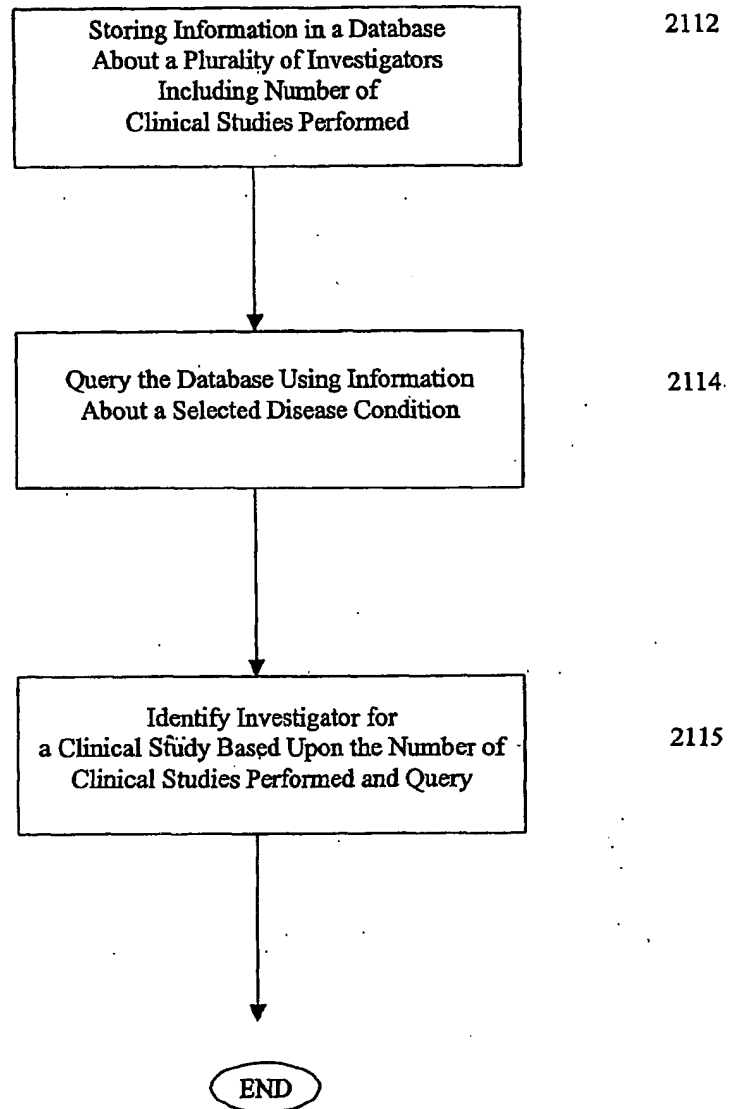 Storing Information in a Database
About a Plurality of Investigators
Including Number of
Clinical Studies Performed
2112
Query the Database Using Information
About a Selected Disease Condition
2114
Identify Investigator for
a Clinical Study Based Upon the Number of
Clinical Studies Performed and Query
2115
END